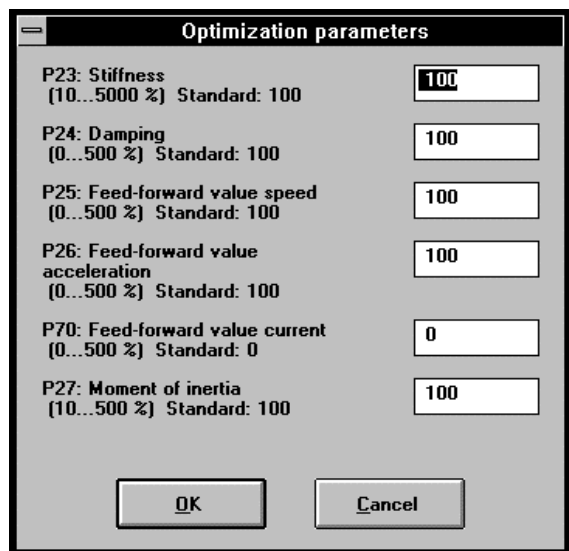 Optimization parameters
P23: Stiffness
(10...5000 %) Standard: 100
100
P24: Damping
(0...500 %) Standard: 100
100
P25: Feed-forward value speed
(0...500 %) Standard: 100
100
P26: Feed-forward value
acceleration
(0...500 %) Standard: 100
100
P70: Feed-forward value current
(0...500 %) Standard: 0
0
P27: Moment of inertia
(10...500 %) Standard: 100
100
OK
Cancel